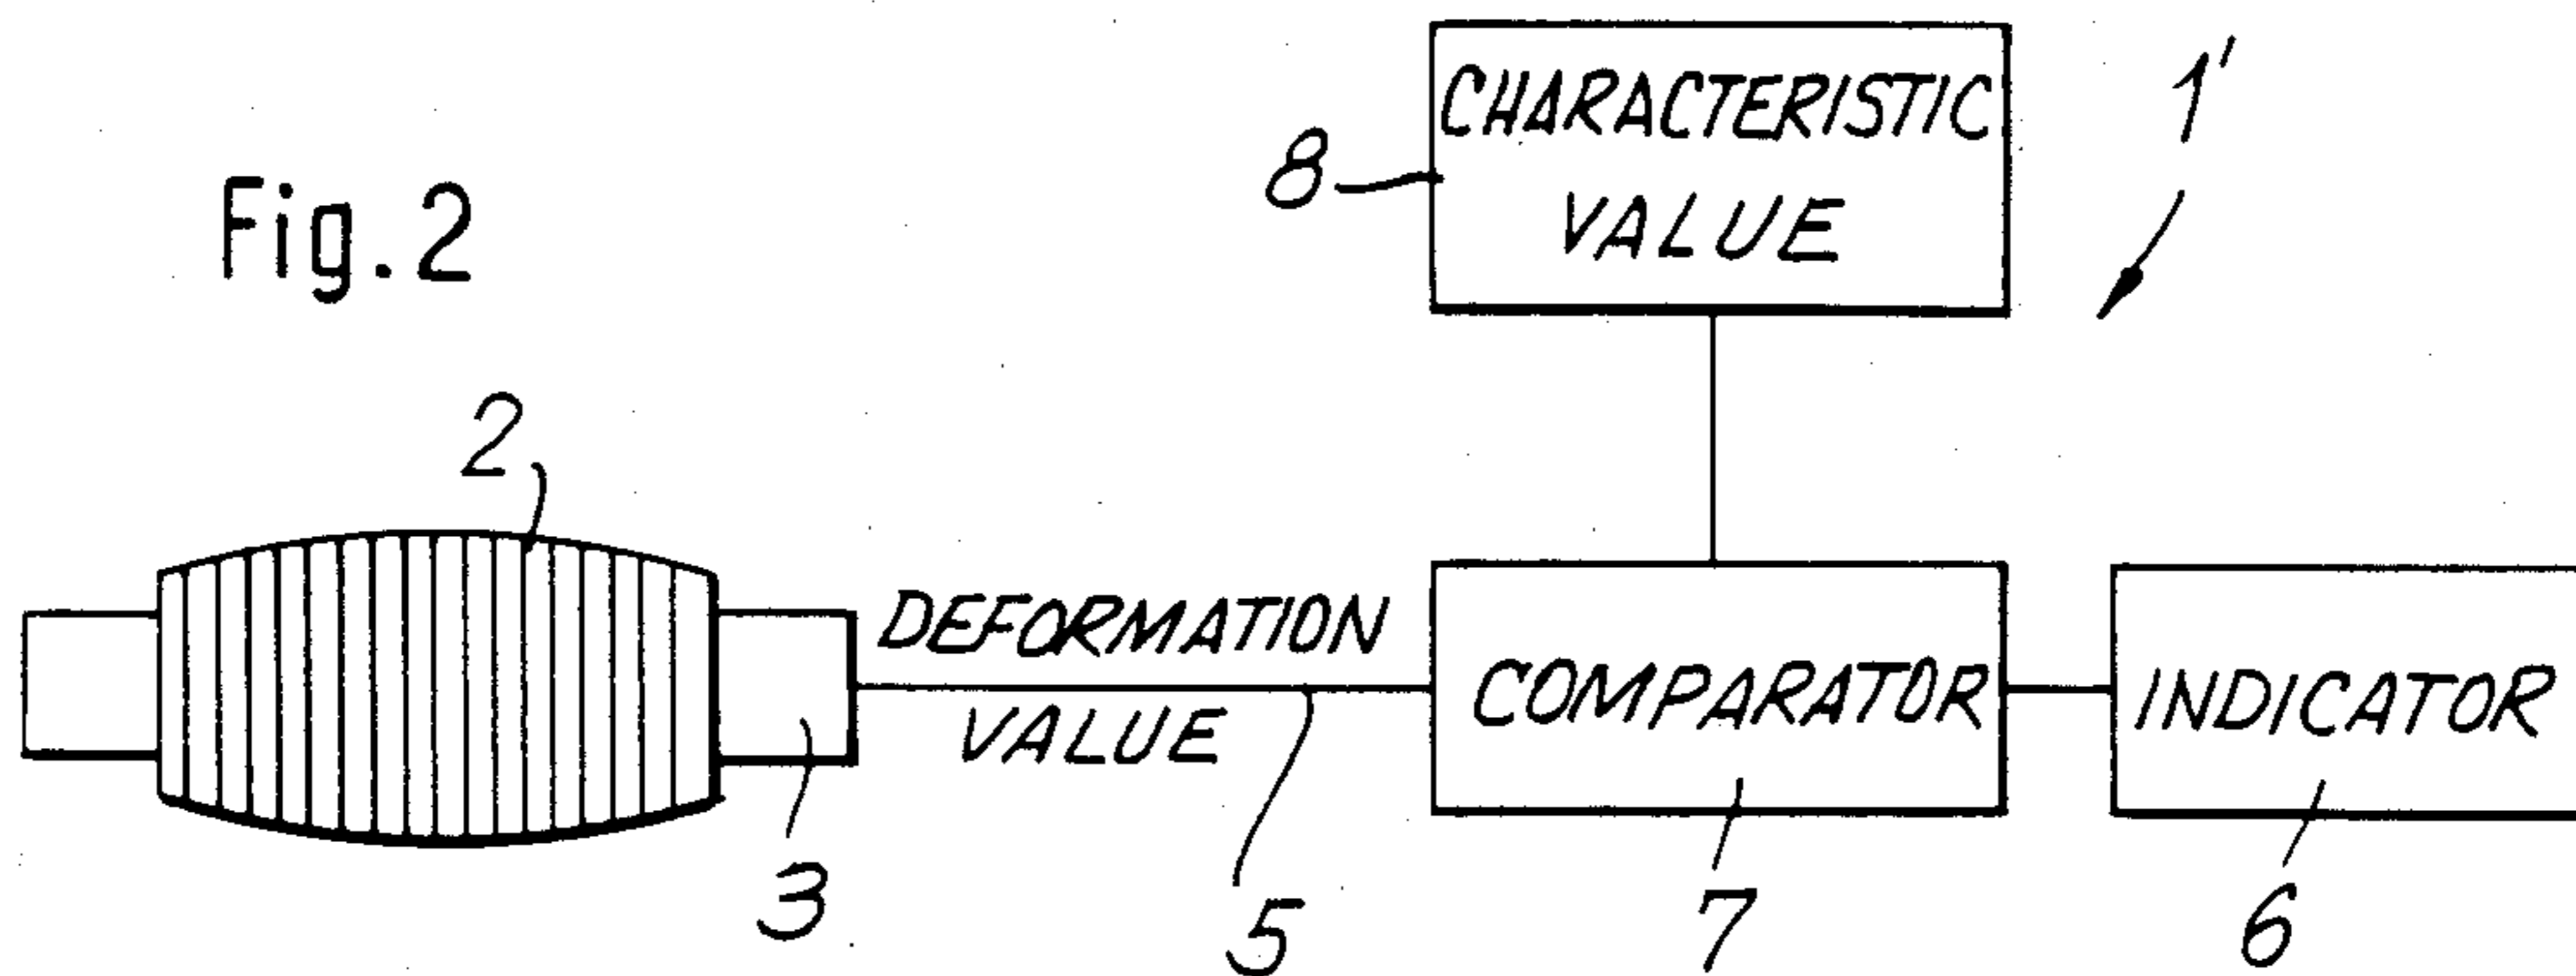 Fig.2
1'
CHARACTERISTIC
VALUE
8
2
DEFORMATION
VALUE
COMPARATOR
INDICATOR
3
5
7
6